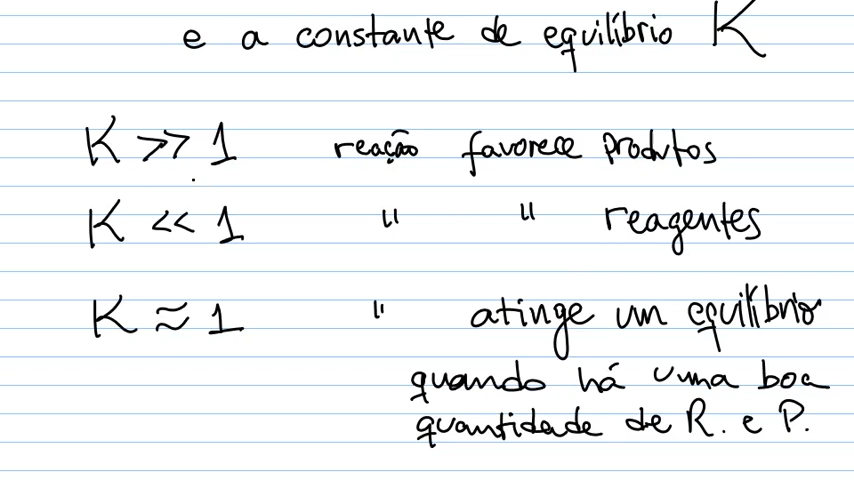 e a constante de equilíbrio K
K >> 1 reação favorece produtos
K << 1 " " reagentes
K ≈ 1 " atinge um equilíbrio
quando há uma boa
quantidade de R. e P.